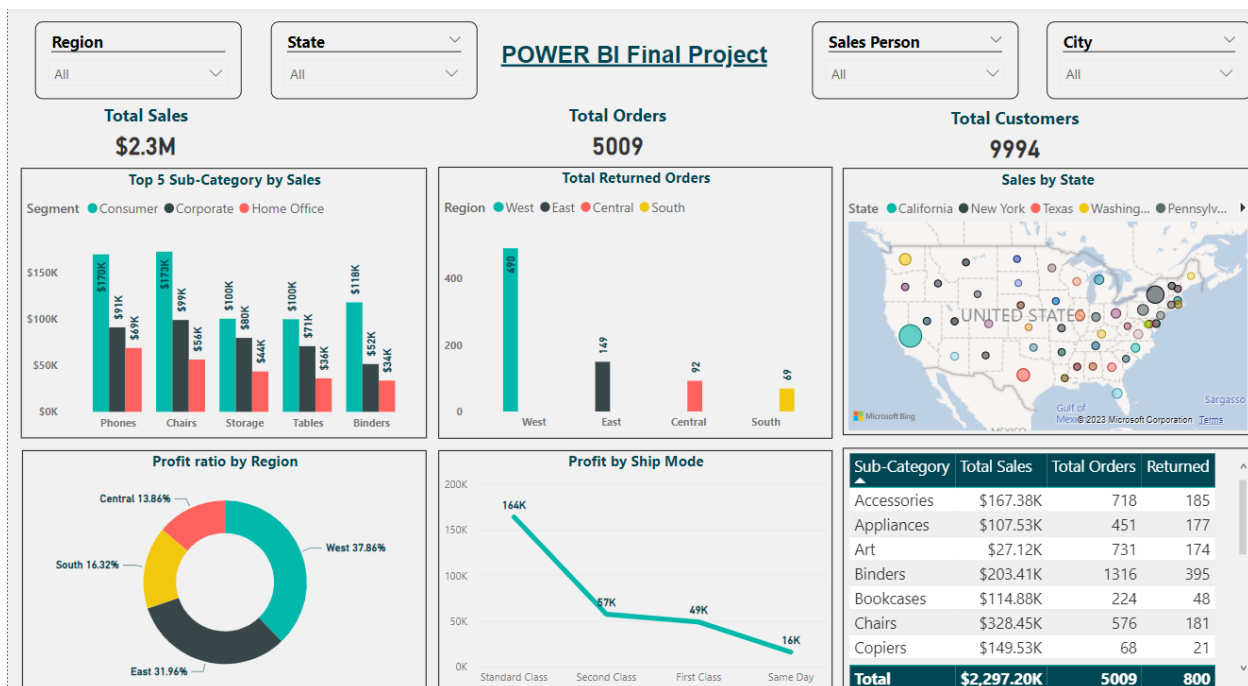 Region
All
State
All
POWER BI Final Project
Sales Person
All
City
All
Total Sales
$2.3M
Total Orders
5009
Total Customers
9994
Top 5 Sub-Category by Sales
Segment Consumer Corporate Home Office
$150K
$100K
$50K
$0K
$170K $91K $69K $173K $99K $56K $100K $80K $44K $100K $71K $36K $118K $52K $34K
Phones Chairs Storage Tables Binders
Total Returned Orders
Region West East Central South
400
200
0
490 149 92 69
West East Central South
Sales by State
State California New York Texas Washing... Pennsylv...
UNITED STATES
Gulf of
Mexi
Sargasso
MEXICO
Microsoft Bing
© 2023 Microsoft Corporation Terms
Profit ratio by Region
Central 13.86%
West 37.86%
South 16.32%
East 31.96%
Profit by Ship Mode
200K
150K
100K
50K
0K
164K 57K 49K 16K
Standard Class Second Class First Class Same Day
Sub-Category Total Sales Total Orders Returned
Accessories $167.38K 718 185
Appliances $107.53K 451 177
Art $27.12K 731 174
Binders $203.41K 1316 395
Bookcases $114.88K 224 48
Chairs $328.45K 576 181
Copiers $149.53K 68 21
Total $2,297.20K 5009 800